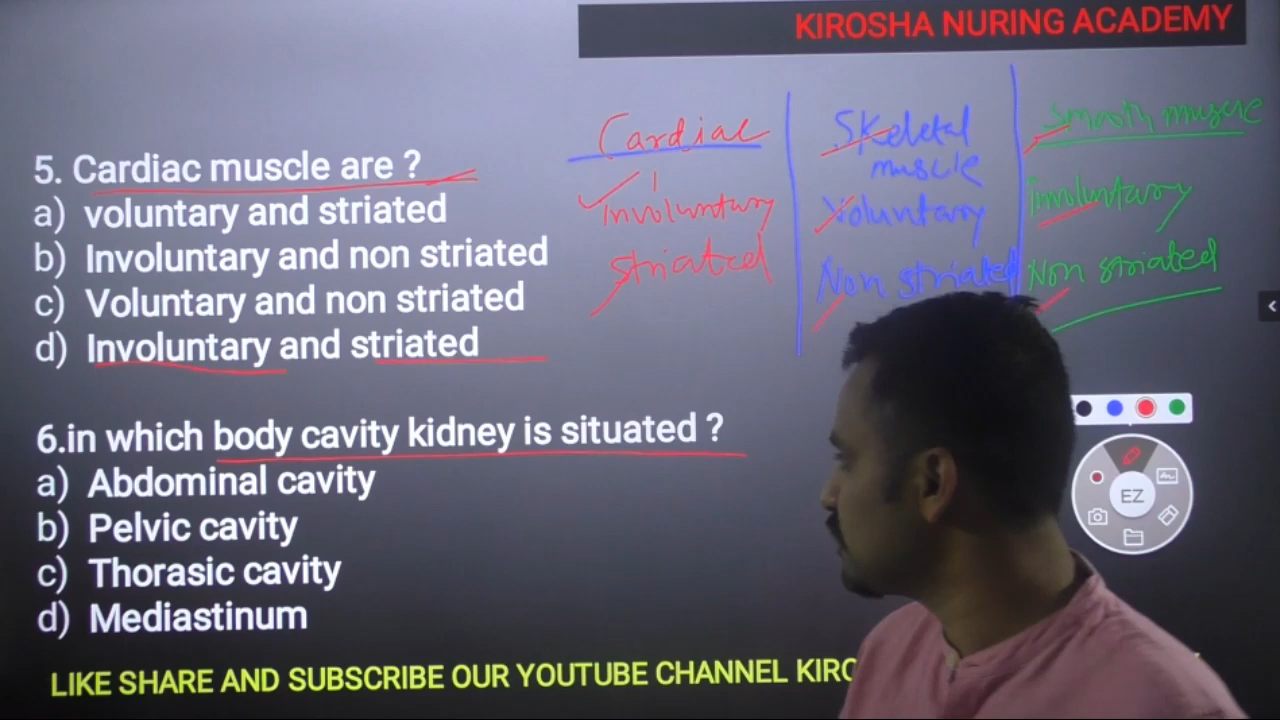 KIROSHA NURING ACADEMY
5. Cardiac muscle are ?
a) voluntary and striated
b) Involuntary and non striated
c) Voluntary and non striated
d) Involuntary and striated
Cardiac
involuntary
striated
Skeletal
muscle
voluntary
Non striated
smooth muscle
involuntary
Non striated
6.in which body cavity kidney is situated ?
a) Abdominal cavity
b) Pelvic cavity
c) Thorasic cavity
d) Mediastinum
EZ
LIKE SHARE AND SUBSCRIBE OUR YOUTUBE CHANNEL KIRO